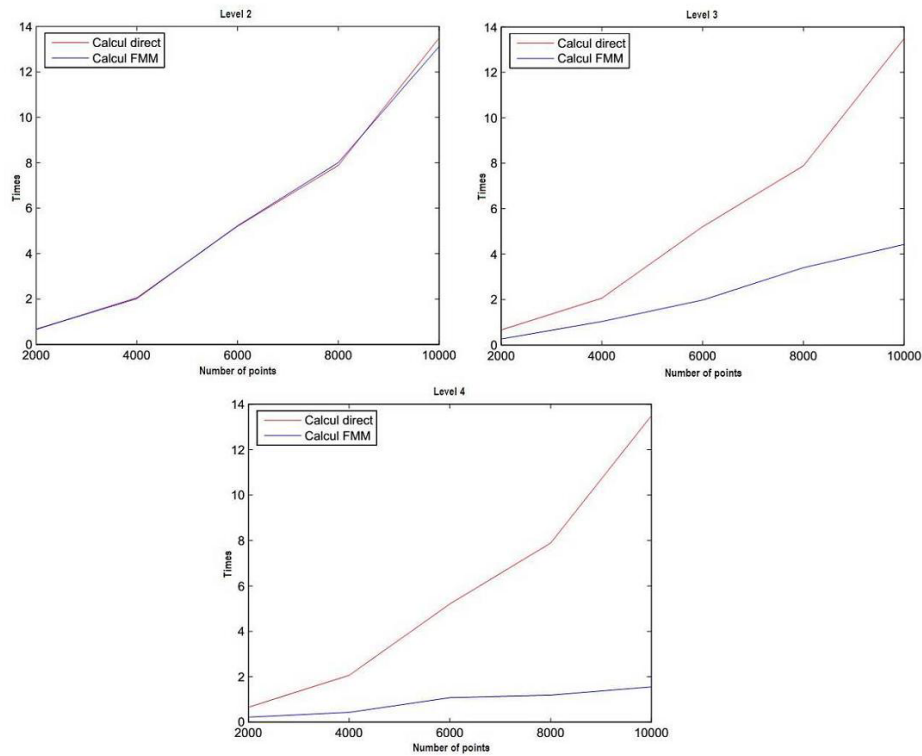 Level 2
14
12
10
8
6
4
2
0
Times
Calcul direct
Calcul FMM
2000 4000 6000 8000 10000
Number of points
Level 3
14
12
10
8
6
4
2
0
Times
Calcul direct
Calcul FMM
2000 4000 6000 8000 10000
Number of points
Level 4
14
12
10
8
6
4
2
0
Times
Calcul direct
Calcul FMM
2000 4000 6000 8000 10000
Number of points